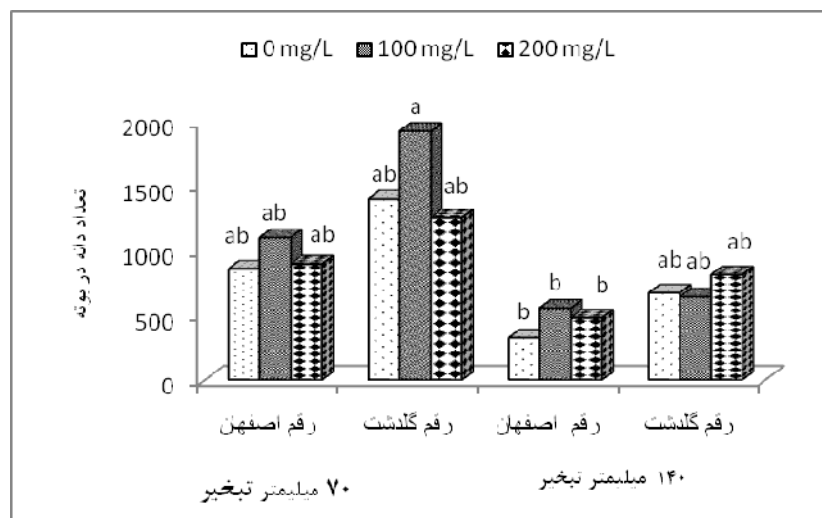 0 mg/L 100 mg/L 200 mg/L
تعداد دانه در بوته
2000
1500
1000
500
0
ab ab ab
ab a ab
b b b
ab ab ab
رقم اصفهن رقم گلدشت رقم اصفهان رقم گلدشت
۷۰ میلیمتر تبخیر ۱۴۰ میلیمتر تبخیر